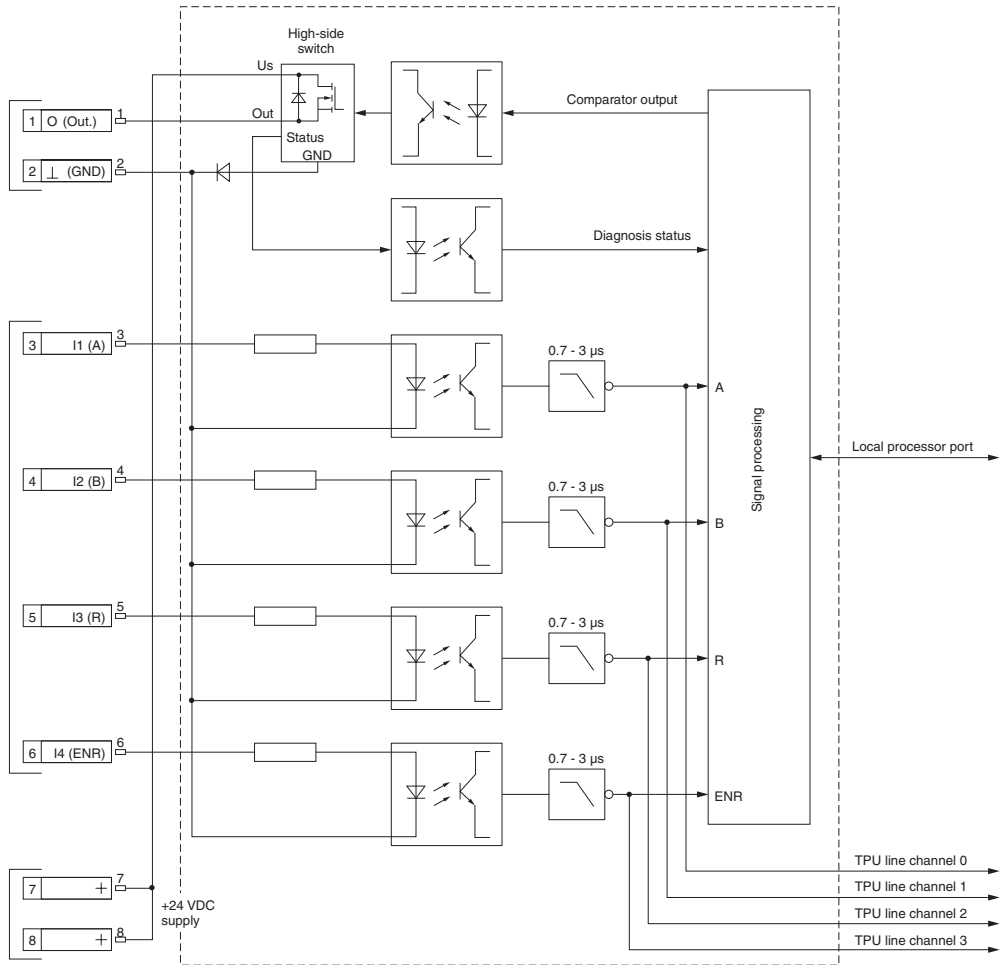 High-side
switch
Us
Out
Status
GND
Comparator output
1 O (Out.) 1
2 ⊥ (GND) 2
Diagnosis status
3 I1 (A) 3
0.7 - 3 µs
A
Signal processing
Local processor port
4 I2 (B) 4
0.7 - 3 µs
B
5 I3 (R) 5
0.7 - 3 µs
R
6 I4 (ENR) 6
0.7 - 3 µs
ENR
TPU line channel 0
7 + 7
TPU line channel 1
+24 VDC
supply
TPU line channel 2
8 + 8
TPU line channel 3